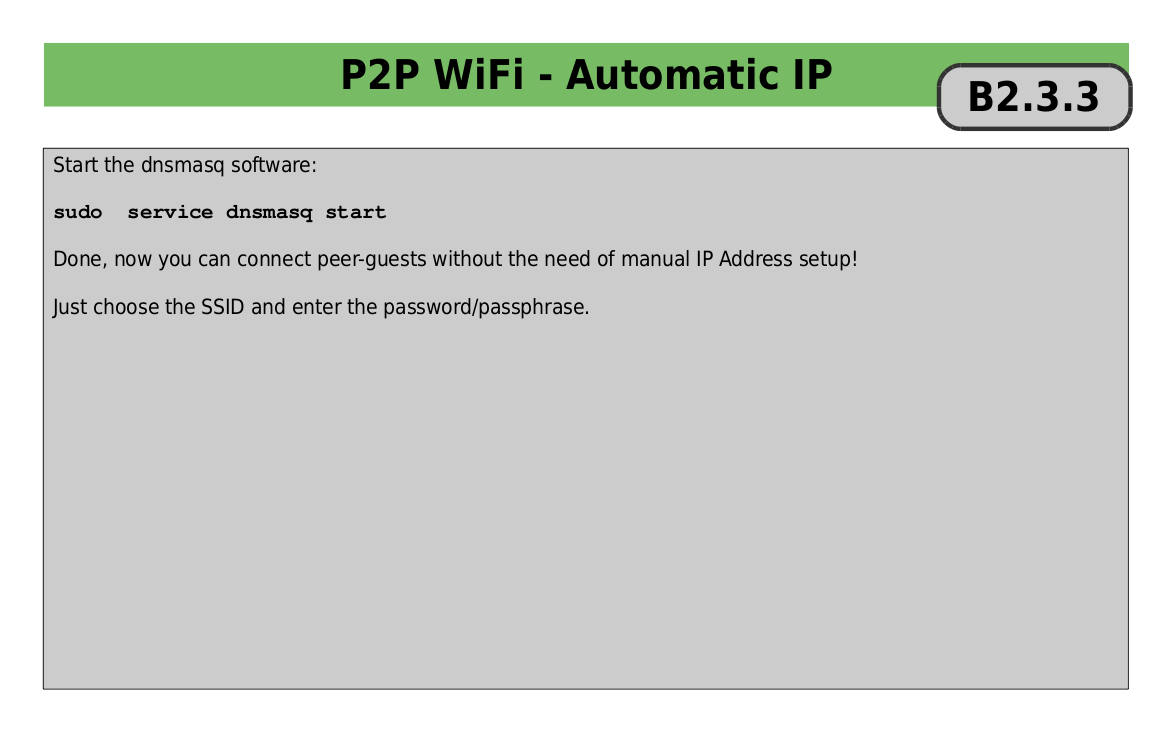 P2P WiFi - Automatic IP
B2.3.3
Start the dnsmasq software:
sudo  service dnsmasq start
Done, now you can connect peer-guests without the need of manual IP Address setup!
Just choose the SSID and enter the password/passphrase.